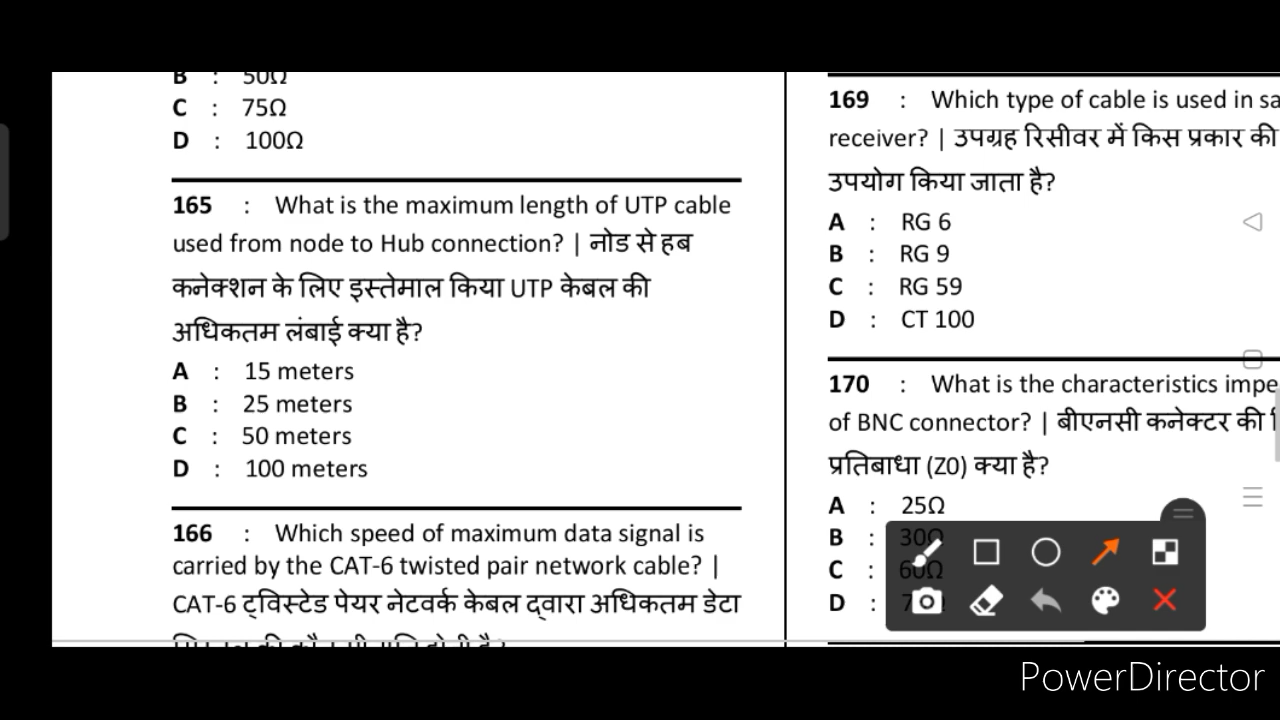 B : 50Ω
C : 75Ω
D : 100Ω
165 : What is the maximum length of UTP cable
used from node to Hub connection? | नोड से हब
कनेक्शन के लिए इस्तेमाल किया UTP केबल की
अधिकतम लंबाई क्या है?
A : 15 meters
B : 25 meters
C : 50 meters
D : 100 meters
166 : Which speed of maximum data signal is
carried by the CAT-6 twisted pair network cable? |
CAT-6 ट्विस्टेड पेयर नेटवर्क केबल द्वारा अधिकतम डेटा
169 : Which type of cable is used in sa
receiver? | उपग्रह रिसीवर में किस प्रकार की
उपयोग किया जाता है?
A : RG 6
B : RG 9
C : RG 59
D : CT 100
170 : What is the characteristics impe
of BNC connector? | बीएनसी कनेक्टर की
प्रतिबाधा (Z0) क्या है?
A : 25Ω
B : 30Ω
C : 60Ω
D :
PowerDirector